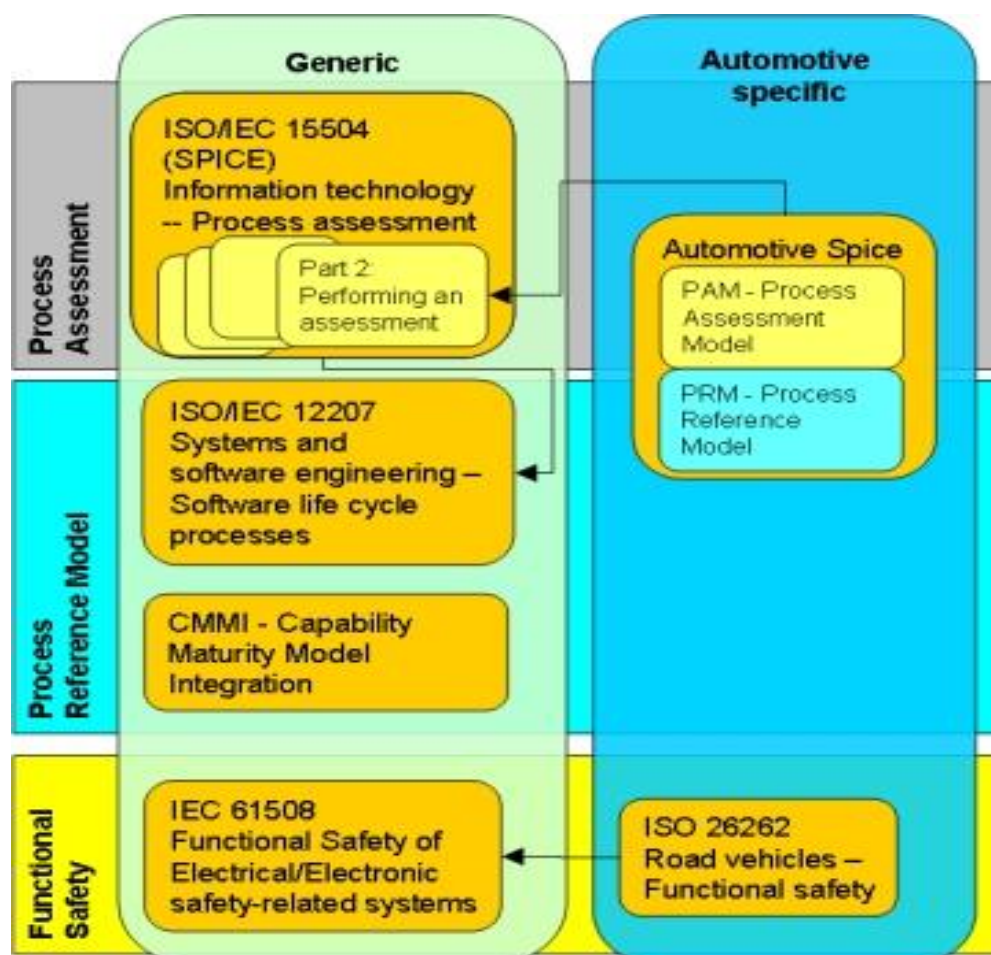 Generic
Automotive
specific
Process
Assessment
ISO/IEC 15504
(SPICE)
Information technology
-- Process assessment
Part 2:
Performing an
assessment
Automotive Spice
PAM - Process
Assessment
Model
PRM - Process
Reference
Model
Process
Reference Model
ISO/IEC 12207
Systems and
software engineering –
Software life cycle
processes
CMMI - Capability
Maturity Model
Integration
Functional
Safety
IEC 61508
Functional Safety of
Electrical/Electronic
safety-related systems
ISO 26262
Road vehicles –
Functional safety